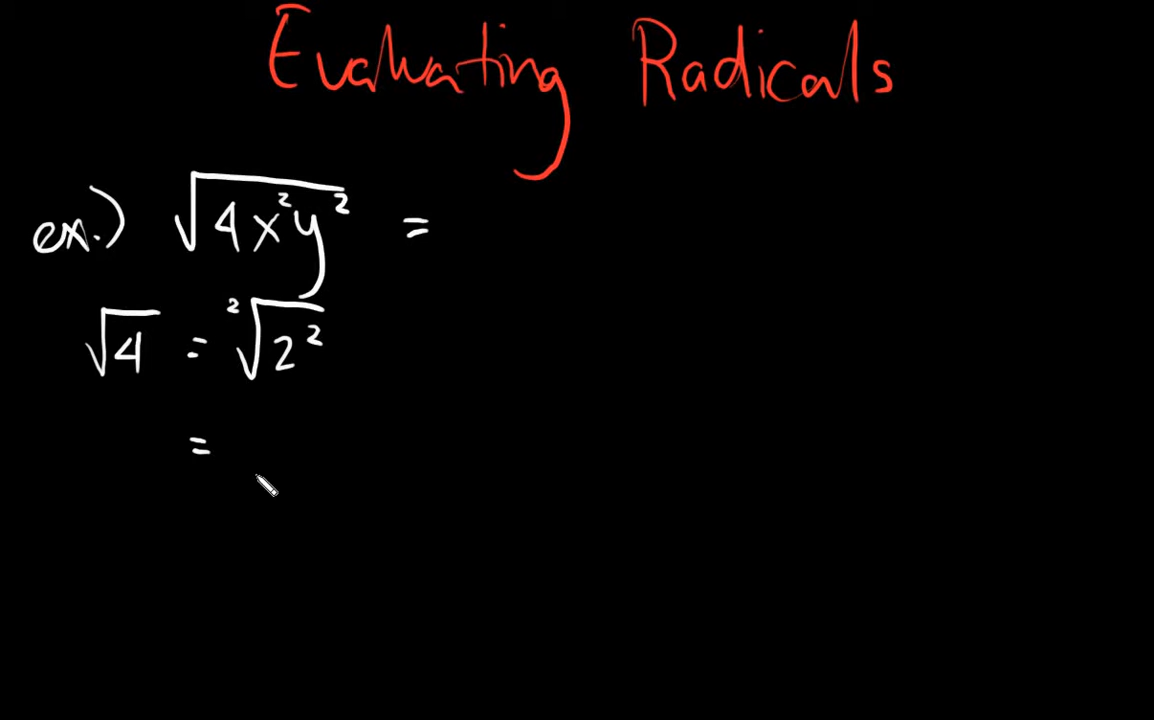 Evaluating Radicals
ex.) √4x²y² =
√4 = ²√2²
=